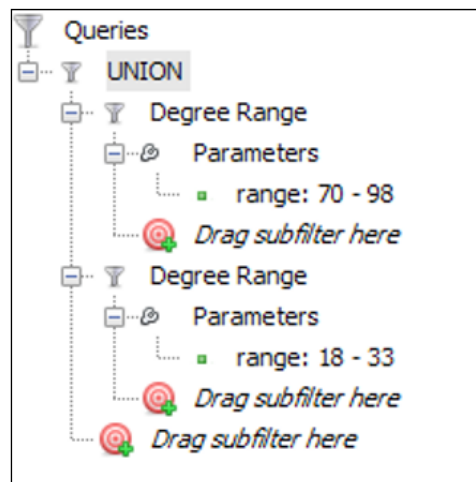 Queries
UNION
Degree Range
Parameters
range: 70 - 98
Drag subfilter here
Degree Range
Parameters
range: 18 - 33
Drag subfilter here
Drag subfilter here